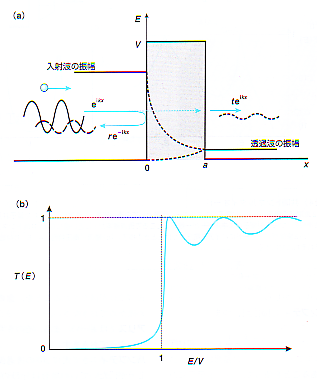 (a)
E
V
入射波の振幅
e^{ikx}
te^{ikx}
re^{-ikx}
透過波の振幅
0
a
x
(b)
1
T(E)
0
1
E/V